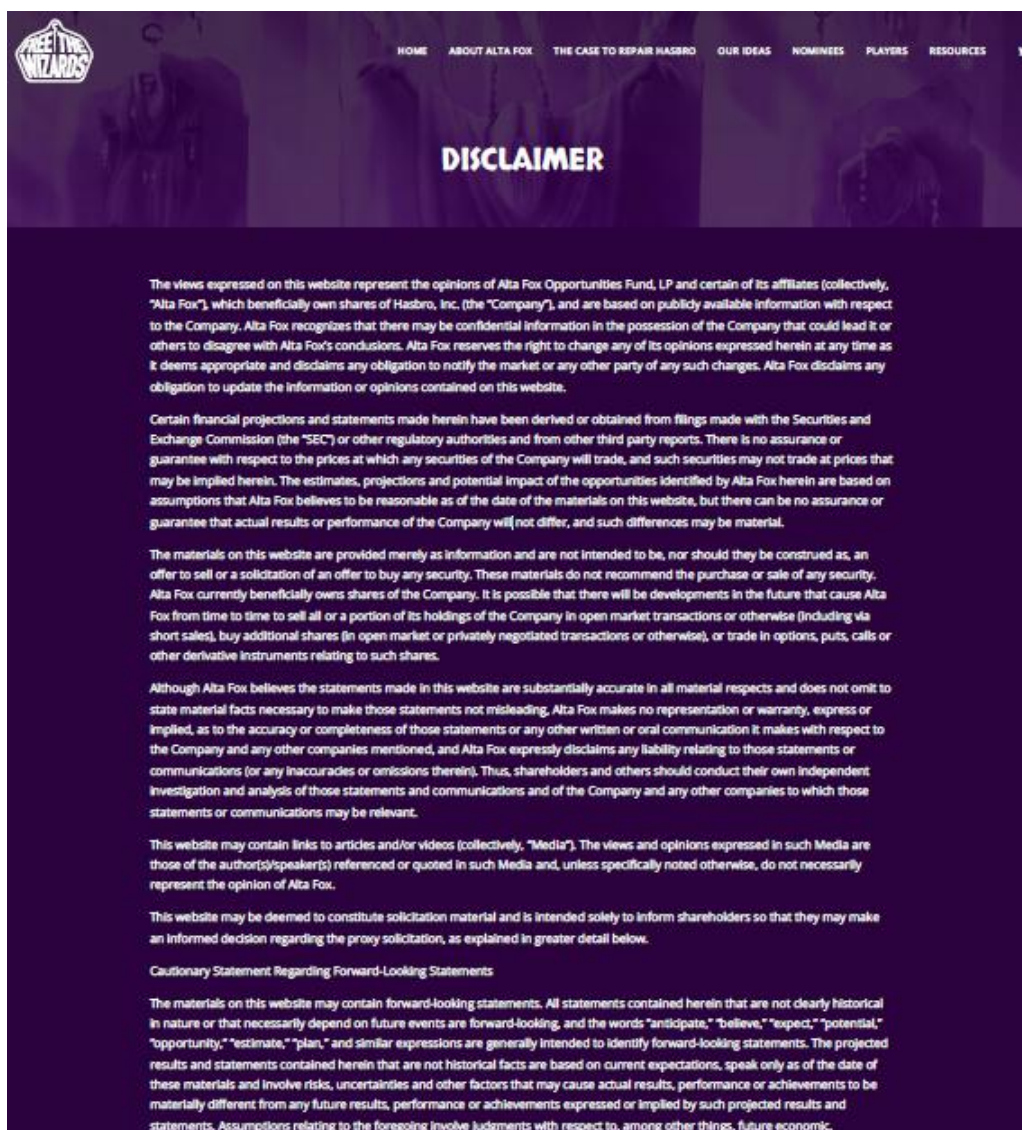 FREE THE
WIZARDS
HOME ABOUT ALTA FOX THE CASE TO REPAIR HASBRO OUR IDEAS NOMINEES PLAYERS RESOURCES
DISCLAIMER
The views expressed on this website represent the opinions of Alta Fox Opportunities Fund, LP and certain of its affiliates (collectively,
"Alta Fox"), which beneficially own shares of Hasbro, Inc. (the "Company"), and are based on publicly available information with respect
to the Company. Alta Fox recognizes that there may be confidential information in the possession of the Company that could lead it or
others to disagree with Alta Fox's conclusions. Alta Fox reserves the right to change any of its opinions expressed herein at any time as
it deems appropriate and disclaims any obligation to notify the market or any other party of any such changes. Alta Fox disclaims any
obligation to update the information or opinions contained on this website.
Certain financial projections and statements made herein have been derived or obtained from filings made with the Securities and
Exchange Commission (the "SEC") or other regulatory authorities and from other third party reports. There is no assurance or
guarantee with respect to the prices at which any securities of the Company will trade, and such securities may not trade at prices that
may be implied herein. The estimates, projections and potential impact of the opportunities identified by Alta Fox herein are based on
assumptions that Alta Fox believes to be reasonable as of the date of the materials on this website, but there can be no assurance or
guarantee that actual results or performance of the Company will not differ, and such differences may be material.
The materials on this website are provided merely as information and are not intended to be, nor should they be construed as, an
offer to sell or a solicitation of an offer to buy any security. These materials do not recommend the purchase or sale of any security.
Alta Fox currently beneficially owns shares of the Company. It is possible that there will be developments in the future that cause Alta
Fox from time to time to sell all or a portion of its holdings of the Company in open market transactions or otherwise (including via
short sales), buy additional shares (in open market or privately negotiated transactions or otherwise), or trade in options, puts, calls or
other derivative instruments relating to such shares.
Although Alta Fox believes the statements made in this website are substantially accurate in all material respects and does not omit to
state material facts necessary to make those statements not misleading, Alta Fox makes no representation or warranty, express or
implied, as to the accuracy or completeness of those statements or any other written or oral communication it makes with respect to
the Company and any other companies mentioned, and Alta Fox expressly disclaims any liability relating to those statements or
communications (or any inaccuracies or omissions therein). Thus, shareholders and others should conduct their own independent
investigation and analysis of those statements and communications and of the Company and any other companies to which those
statements or communications may be relevant.
This website may contain links to articles and/or videos (collectively, "Media"). The views and opinions expressed in such Media are
those of the author(s)/speaker(s) referenced or quoted in such Media and, unless specifically noted otherwise, do not necessarily
represent the opinion of Alta Fox.
This website may be deemed to constitute solicitation material and is intended solely to inform shareholders so that they may make
an informed decision regarding the proxy solicitation, as explained in greater detail below.
Cautionary Statement Regarding Forward-Looking Statements
The materials on this website may contain forward-looking statements. All statements contained herein that are not clearly historical
in nature or that necessarily depend on future events are forward-looking, and the words "anticipate," "believe," "expect," "potential,"
"opportunity," "estimate," "plan," and similar expressions are generally intended to identify forward-looking statements. The projected
results and statements contained herein that are not historical facts are based on current expectations, speak only as of the date of
these materials and involve risks, uncertainties and other factors that may cause actual results, performance or achievements to be
materially different from any future results, performance or achievements expressed or implied by such projected results and
statements. Assumptions relating to the foregoing involve judgments with respect to, among other things, future economic,